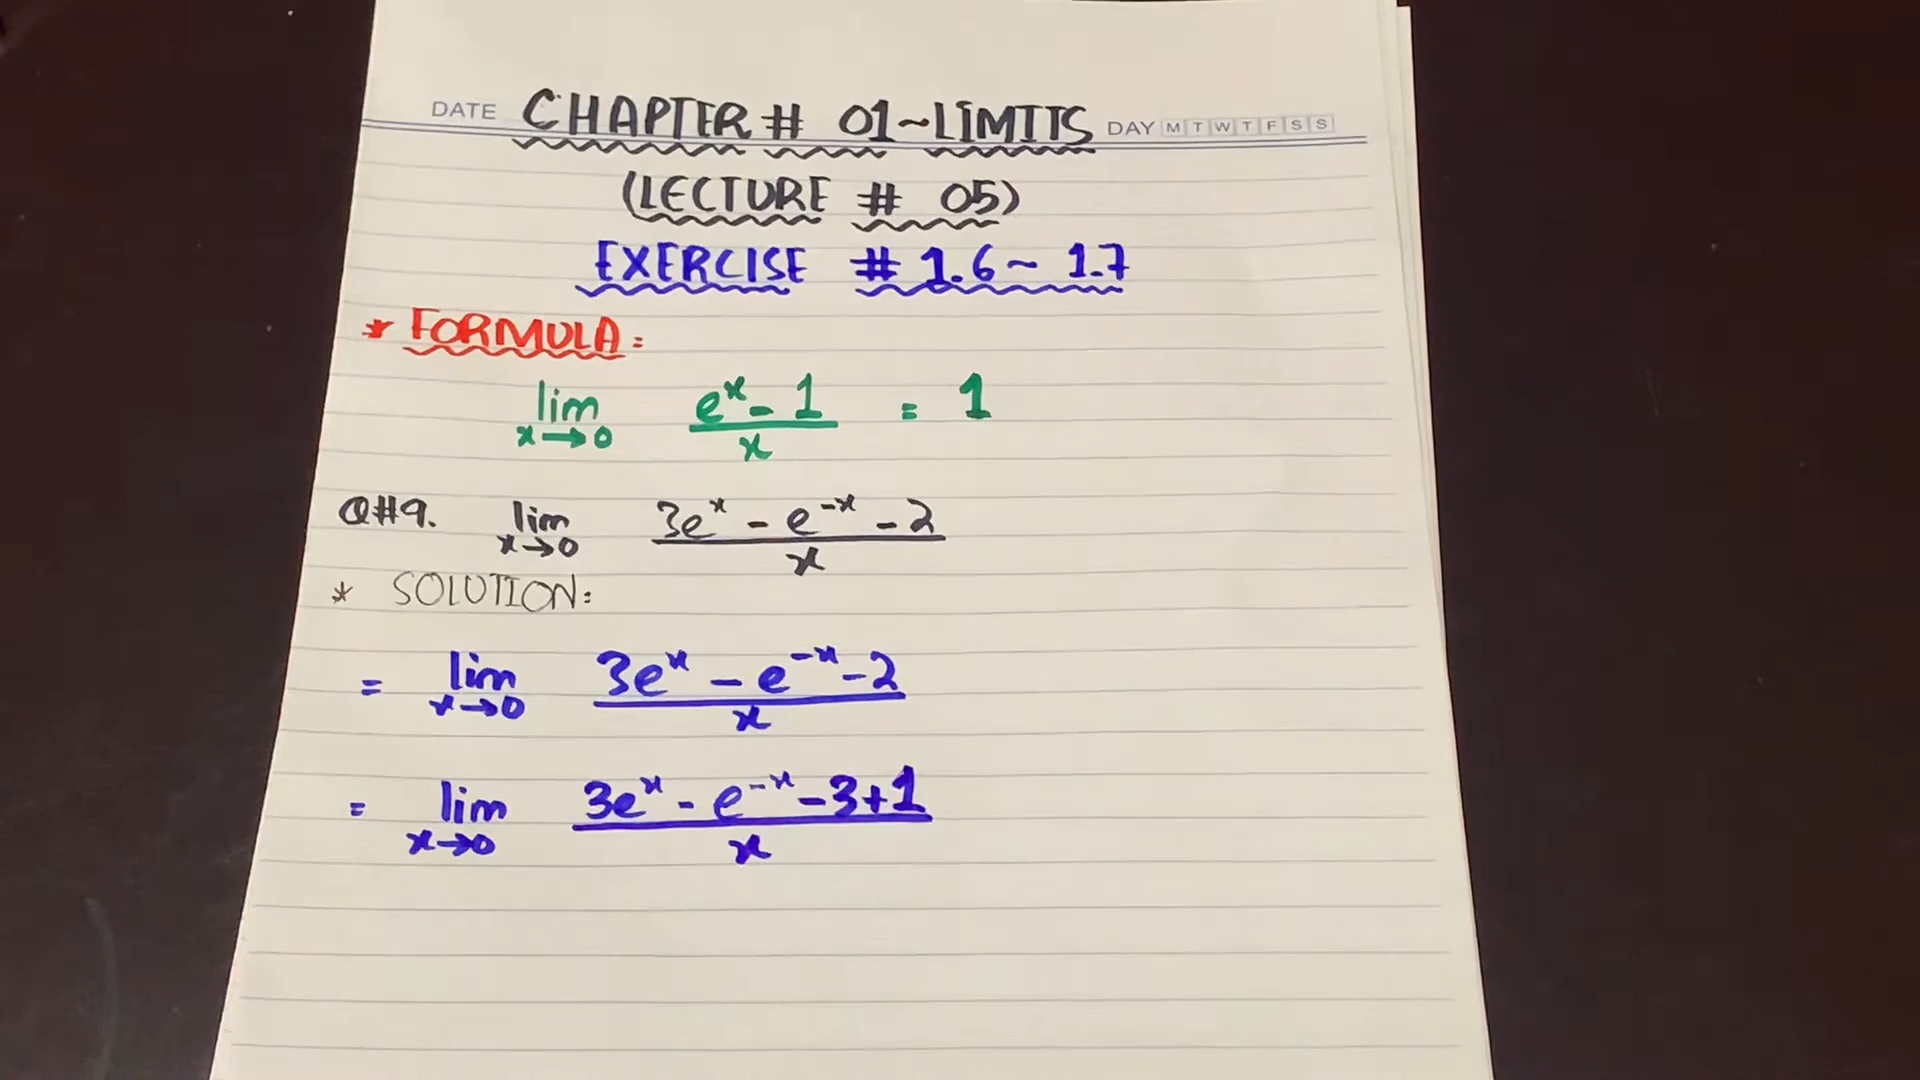 DATE CHAPTER # 01~LIMITS DAY M T W T F S S
(LECTURE # 05)
EXERCISE # 1.6 ~ 1.7
* FORMULA:
lim x→0 (e^x - 1)/x = 1
Q#9. lim x→0 (3e^x - e^-x - 2)/x
* SOLUTION:
= lim x→0 (3e^x - e^-x - 2)/x
= lim x→0 (3e^x - e^-x - 3 + 1)/x